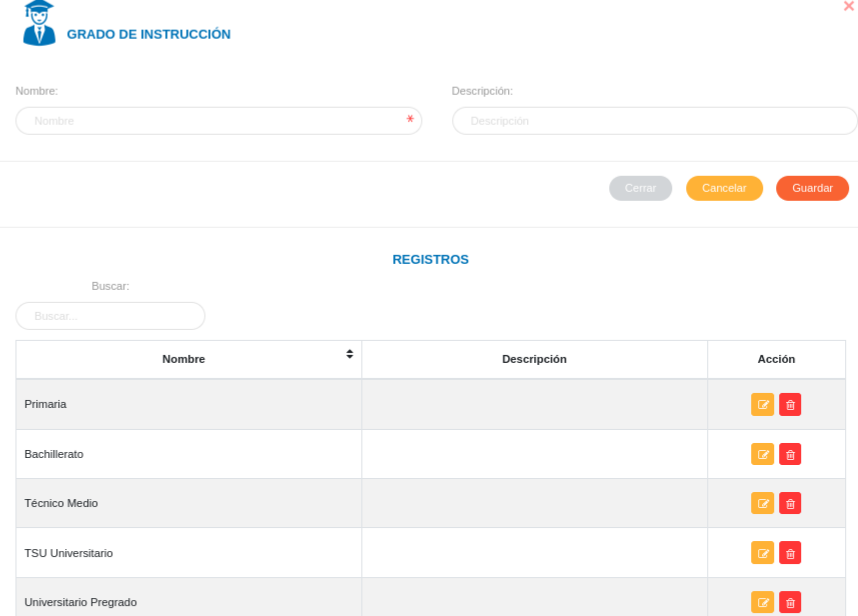 GRADO DE INSTRUCCIÓN
Nombre: Descripción:
Nombre * Descripción
Cerrar Cancelar Guardar
REGISTROS
Buscar:
Buscar...
Nombre Descripción Acción
Primaria
Bachillerato
Técnico Medio
TSU Universitario
Universitario Pregrado